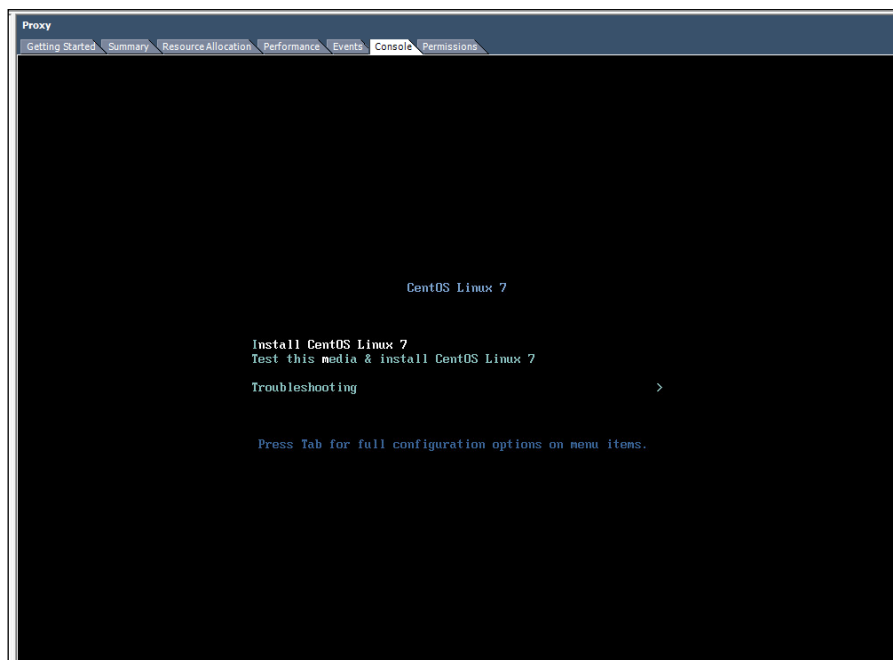 Proxy
Getting Started Summary Resource Allocation Performance Events Console Permissions
CentOS Linux 7
Install CentOS Linux 7
Test this media & install CentOS Linux 7
Troubleshooting >
Press Tab for full configuration options on menu items.